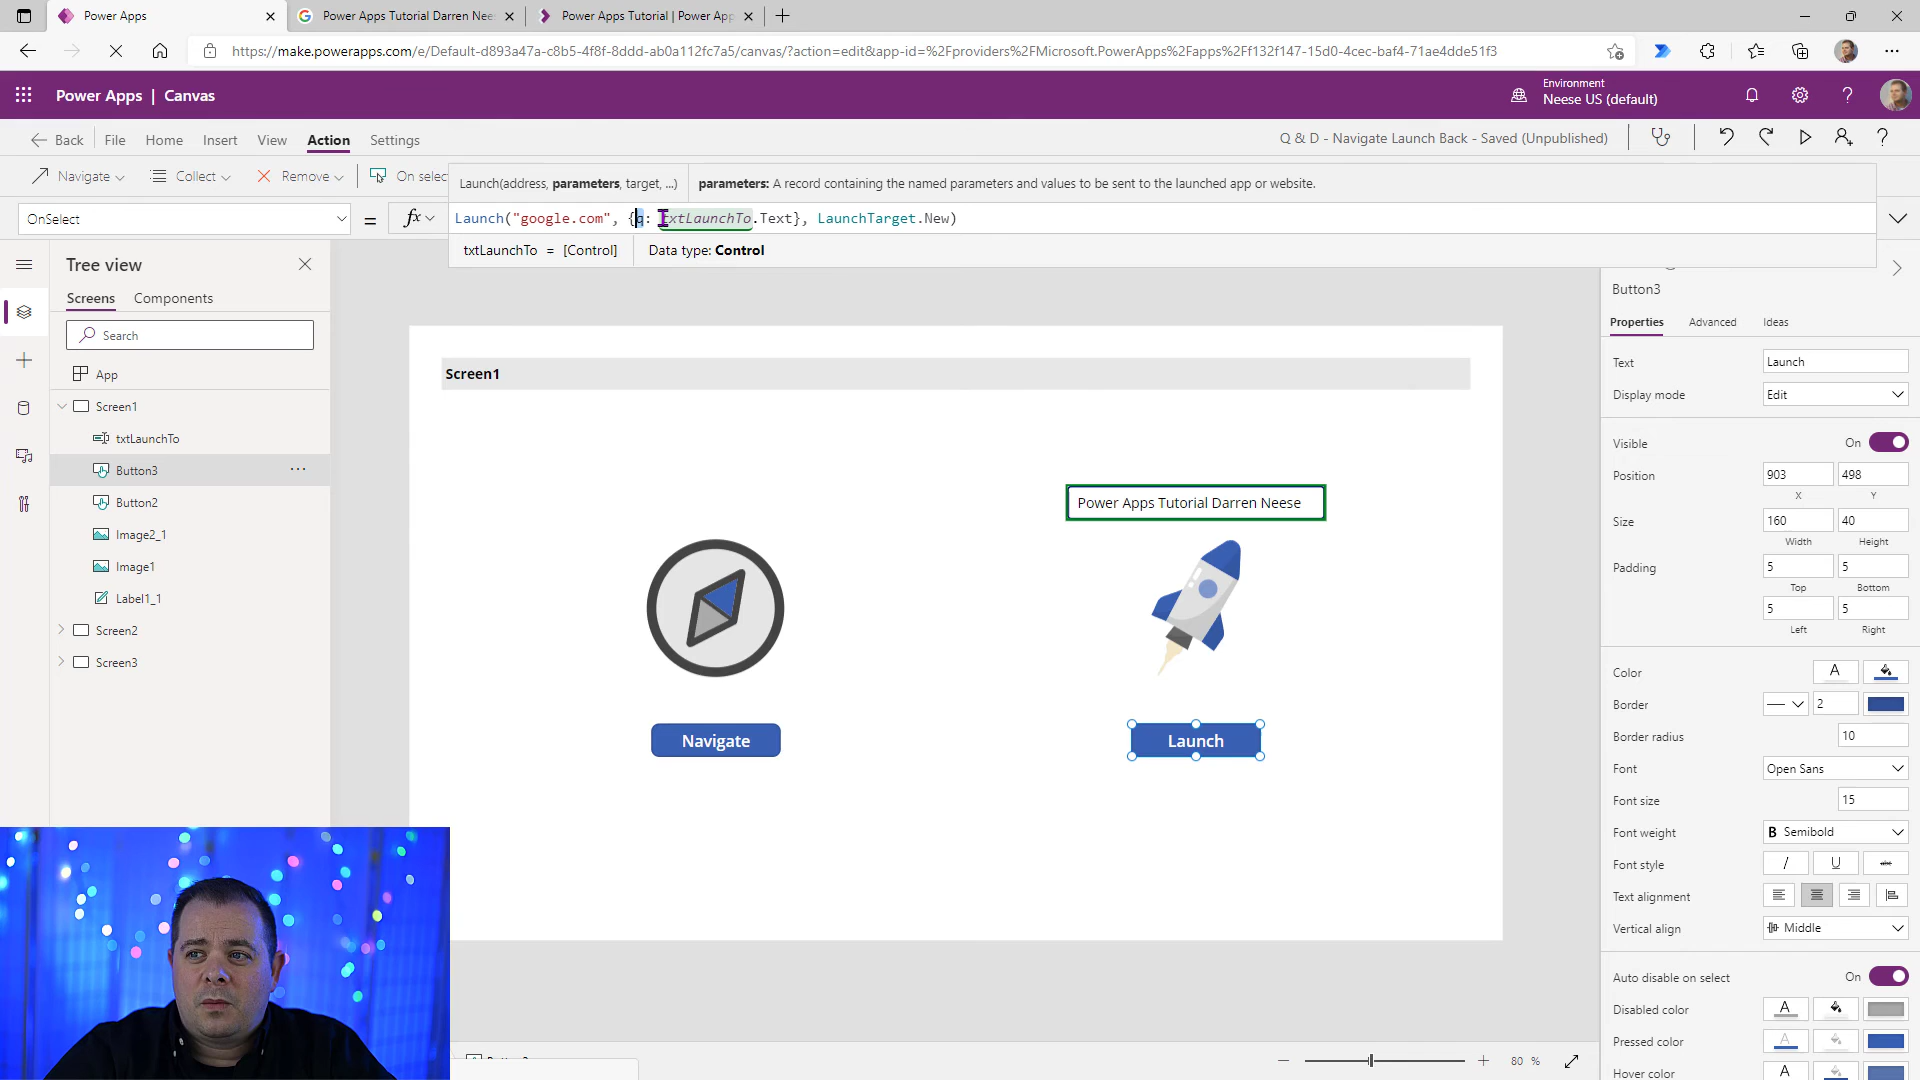 Power Apps
Power Apps Tutorial Darren Nee
Power Apps Tutorial | Power App
https://make.powerapps.com/e/Default-d893a47a-c8b5-4f8f-8ddd-ab0a112fc7a5/canvas/?action=edit&app-id=%2Fproviders%2FMicrosoft.PowerApps%2Fapps%2Ff132f147-15d0-4cec-baf4-71ae4dde51f3
Power Apps | Canvas
Environment
Neese US (default)
Back File Home Insert View Action Settings
Q & D - Navigate Launch Back - Saved (Unpublished)
Navigate Collect Remove On selec
Launch(address, parameters, target, ...)
parameters: A record containing the named parameters and values to be sent to the launched app or website.
OnSelect = fx
Launch("google.com", {q: txtLaunchTo.Text}, LaunchTarget.New)
txtLaunchTo = [Control] Data type: Control
Tree view
Screens Components
Search
App
Screen1
txtLaunchTo
Button3
Button2
Image2_1
Image1
Label1_1
Screen2
Screen3
Screen1
Power Apps Tutorial Darren Neese
Navigate
Launch
Button3
Properties Advanced Ideas
Text Launch
Display mode Edit
Visible On
Position 903 498
X Y
Size 160 40
Width Height
Padding 5 5
Top Bottom
5 5
Left Right
Color A
Border 2
Border radius 10
Font Open Sans
Font size 15
Font weight B Semibold
Font style / U abc
Text alignment
Vertical align Middle
Auto disable on select On
Disabled color A
Pressed color A
Hover color A
80 %